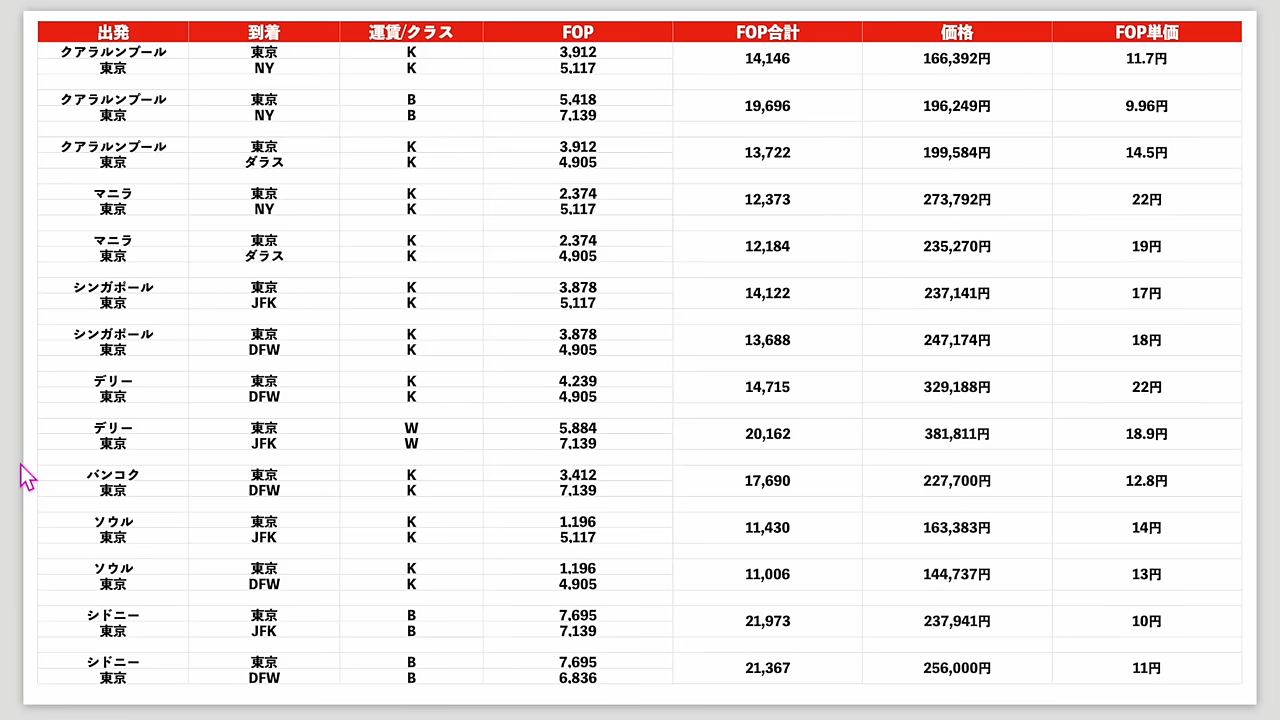 出発 到着 運賃/クラス FOP FOP合計 価格 FOP単価
クアラルンプール 東京 K 3,912 14,146 166,392円 11.7円
東京 NY K 5,117
クアラルンプール 東京 B 5,418 19,696 196,249円 9.96円
東京 NY B 7,139
クアラルンプール 東京 K 3,912 13,722 199,584円 14.5円
東京 ダラス K 4,905
マニラ 東京 K 2,374 12,373 273,792円 22円
東京 NY K 5,117
マニラ 東京 K 2,374 12,184 235,270円 19円
東京 ダラス K 4,905
シンガポール 東京 K 3,878 14,122 237,141円 17円
東京 JFK K 5,117
シンガポール 東京 K 3,878 13,688 247,174円 18円
東京 DFW K 4,905
デリー 東京 K 4,239 14,715 329,188円 22円
東京 DFW K 4,905
デリー 東京 W 5,884 20,162 381,811円 18.9円
東京 JFK W 7,139
バンコク 東京 K 3,412 17,690 227,700円 12.8円
東京 DFW K 7,139
ソウル 東京 K 1,196 11,430 163,383円 14円
東京 JFK K 5,117
ソウル 東京 K 1,196 11,006 144,737円 13円
東京 DFW K 4,905
シドニー 東京 B 7,695 21,973 237,941円 10円
東京 JFK B 7,139
シドニー 東京 B 7,695 21,367 256,000円 11円
東京 DFW B 6,836